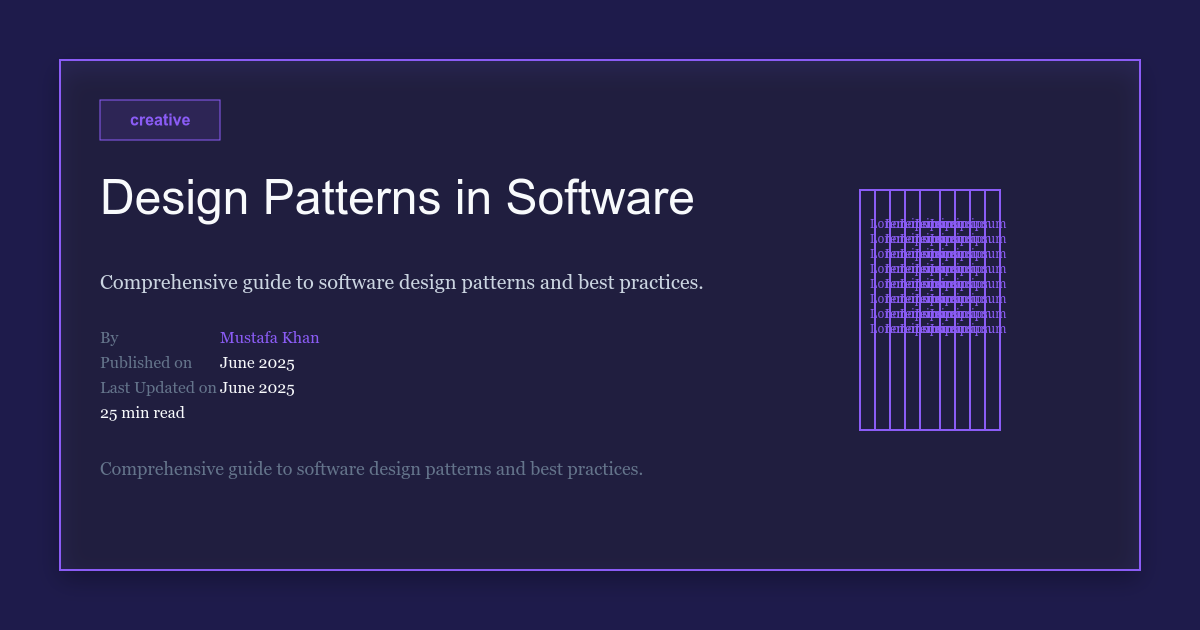 creative
Design Patterns in Software
Comprehensive guide to software design patterns and best practices.
By Mustafa Khan
Published on June 2025
Last Updated on June 2025
25 min read
Comprehensive guide to software design patterns and best practices.